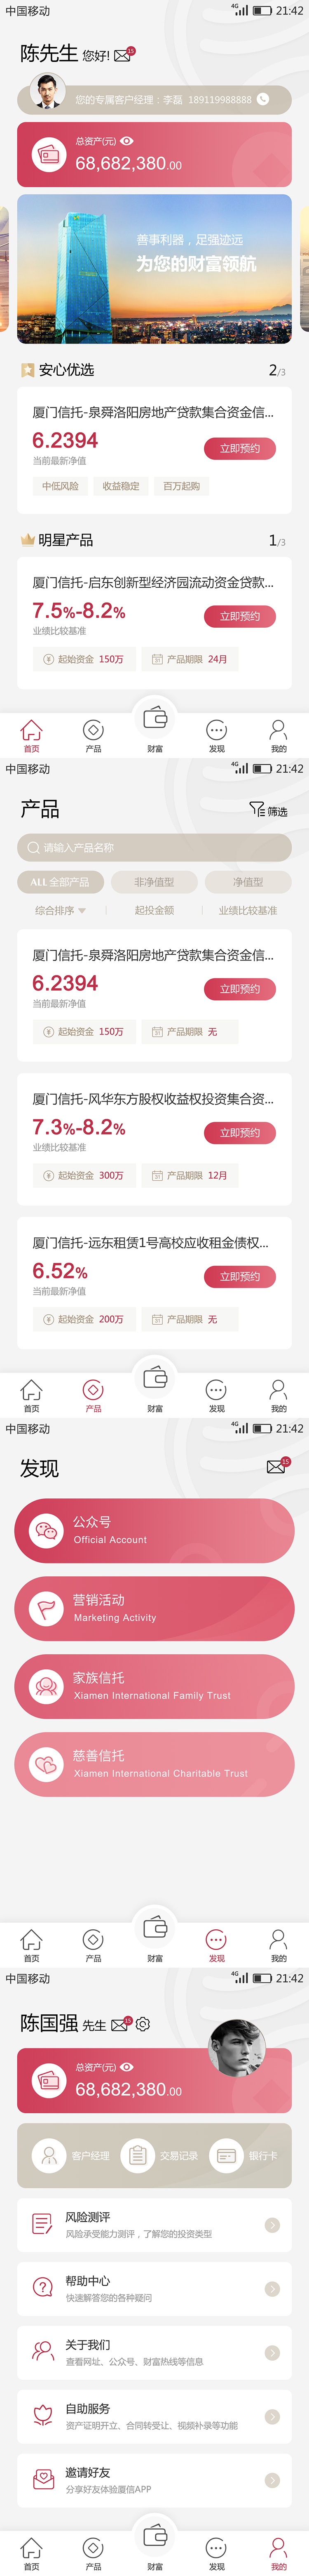 中国移动 4G 21:42
陈先生 您好! 15
您的专属客户经理：李磊 189119988888
总资产(元)
68,682,380.00
善事利器，足强迹远
为您的财富领航
安心优选 2/3
厦门信托-泉舜洛阳房地产贷款集合资金信...
6.2394
当前最新净值
立即预约
中低风险 收益稳定 百万起购
明星产品 1/3
厦门信托-启东创新型经济园流动资金贷款...
7.5%-8.2%
业绩比较基准
立即预约
起始资金 150万 产品期限 24月
首页 产品 财富 发现 我的
中国移动 4G 21:42
产品 筛选
请输入产品名称
ALL 全部产品 非净值型 净值型
综合排序 起投金额 业绩比较基准
厦门信托-泉舜洛阳房地产贷款集合资金信...
6.2394
当前最新净值
立即预约
起始资金 150万 产品期限 无
厦门信托-风华东方股权收益权投资集合资...
7.3%-8.2%
业绩比较基准
立即预约
起始资金 300万 产品期限 12月
厦门信托-远东租赁1号高校应收租金债权...
6.52%
当前最新净值
立即预约
起始资金 200万 产品期限 无
首页 产品 财富 发现 我的
中国移动 4G 21:42
发现 15
公众号
Official Account
营销活动
Marketing Activity
家族信托
Xiamen International Family Trust
慈善信托
Xiamen International Charitable Trust
首页 产品 财富 发现 我的
中国移动 4G 21:42
陈国强 先生 15
总资产(元)
68,682,380.00
客户经理 交易记录 银行卡
风险测评
风险承受能力测评，了解您的投资类型
帮助中心
快速解答您的各种疑问
关于我们
查看网址、公众号、财富热线等信息
自助服务
资产证明开立、合同转受让、视频补录等功能
邀请好友
分享好友体验厦信APP
首页 产品 财富 发现 我的